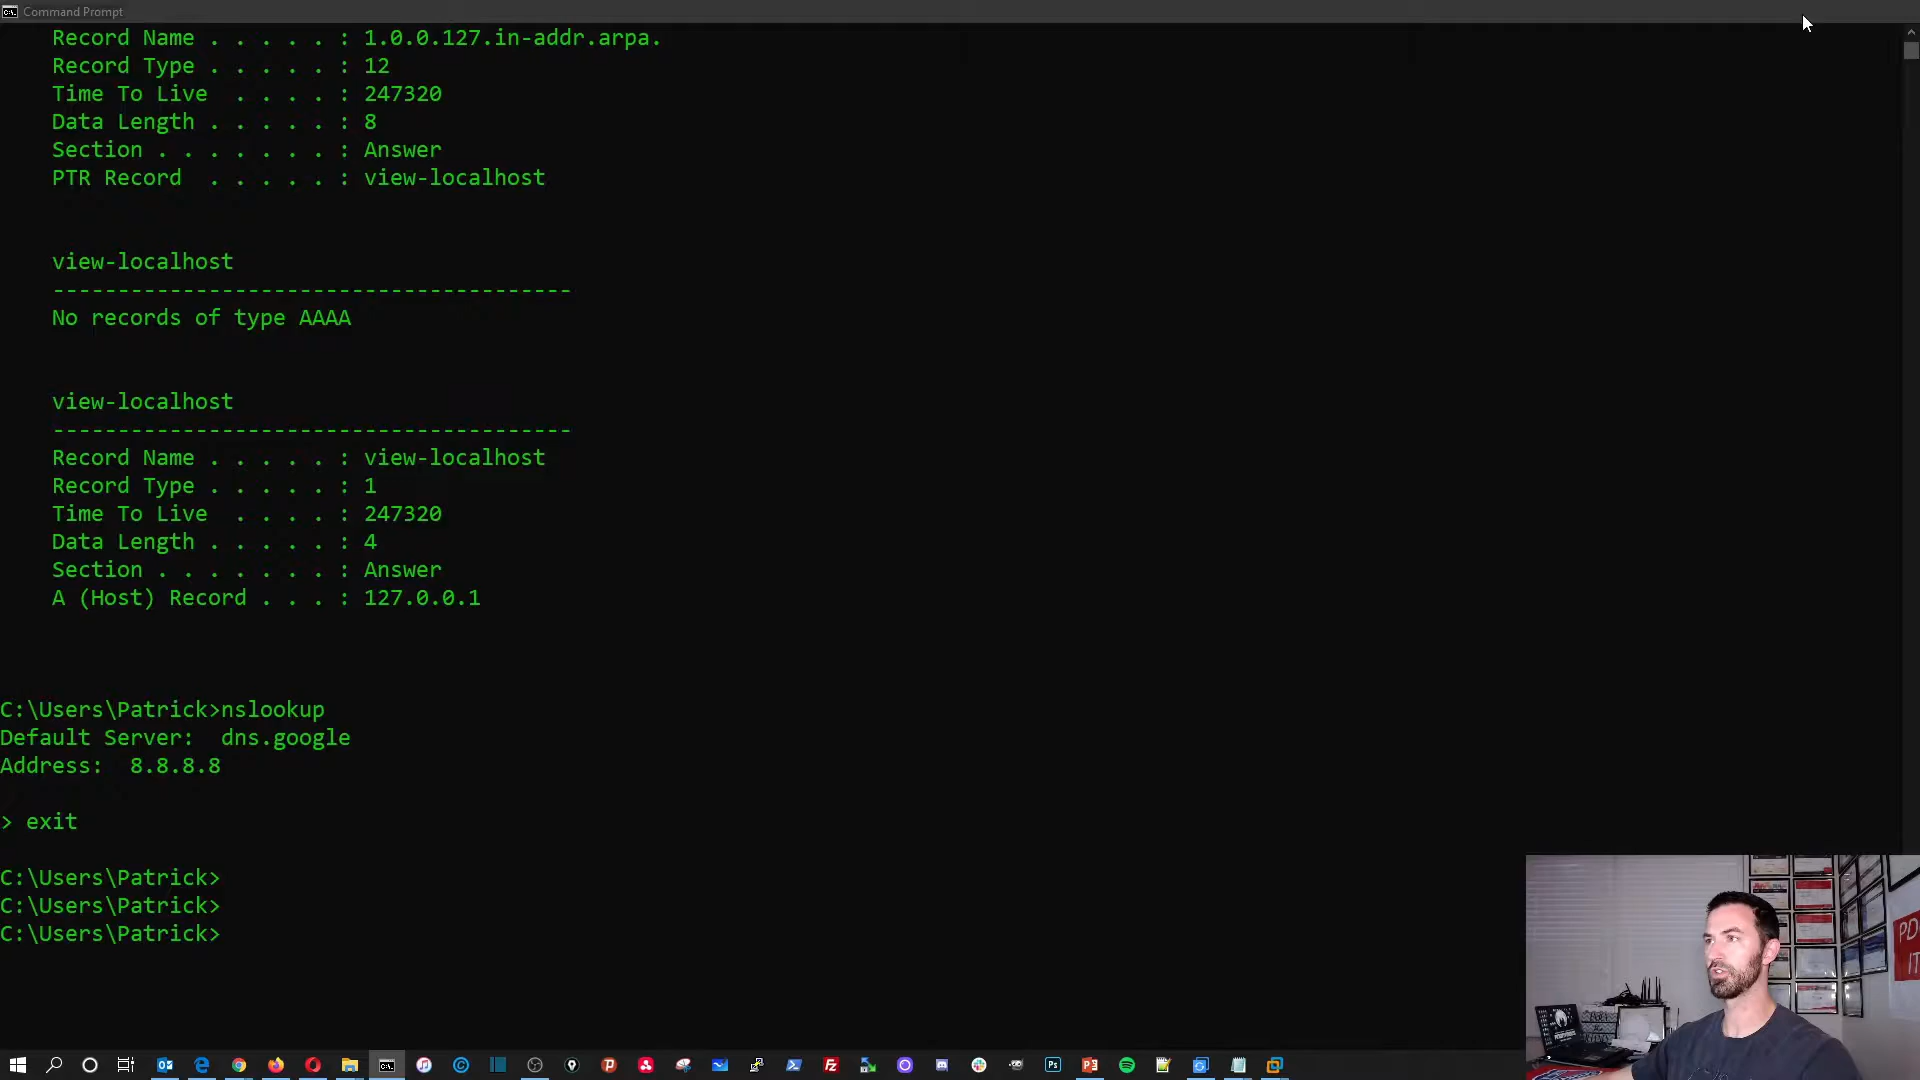 Command Prompt
Record Name . . . . . : 1.0.0.127.in-addr.arpa.
Record Type . . . . . : 12
Time To Live  . . . . : 247320
Data Length . . . . . : 8
Section . . . . . . . : Answer
PTR Record  . . . . . : view-localhost
view-localhost
----------------------------------------
No records of type AAAA
view-localhost
----------------------------------------
Record Name . . . . . : view-localhost
Record Type . . . . . : 1
Time To Live  . . . . : 247320
Data Length . . . . . : 4
Section . . . . . . . : Answer
A (Host) Record . . . : 127.0.0.1
C:\Users\Patrick>nslookup
Default Server:  dns.google
Address:  8.8.8.8
> exit
C:\Users\Patrick>
C:\Users\Patrick>
C:\Users\Patrick>